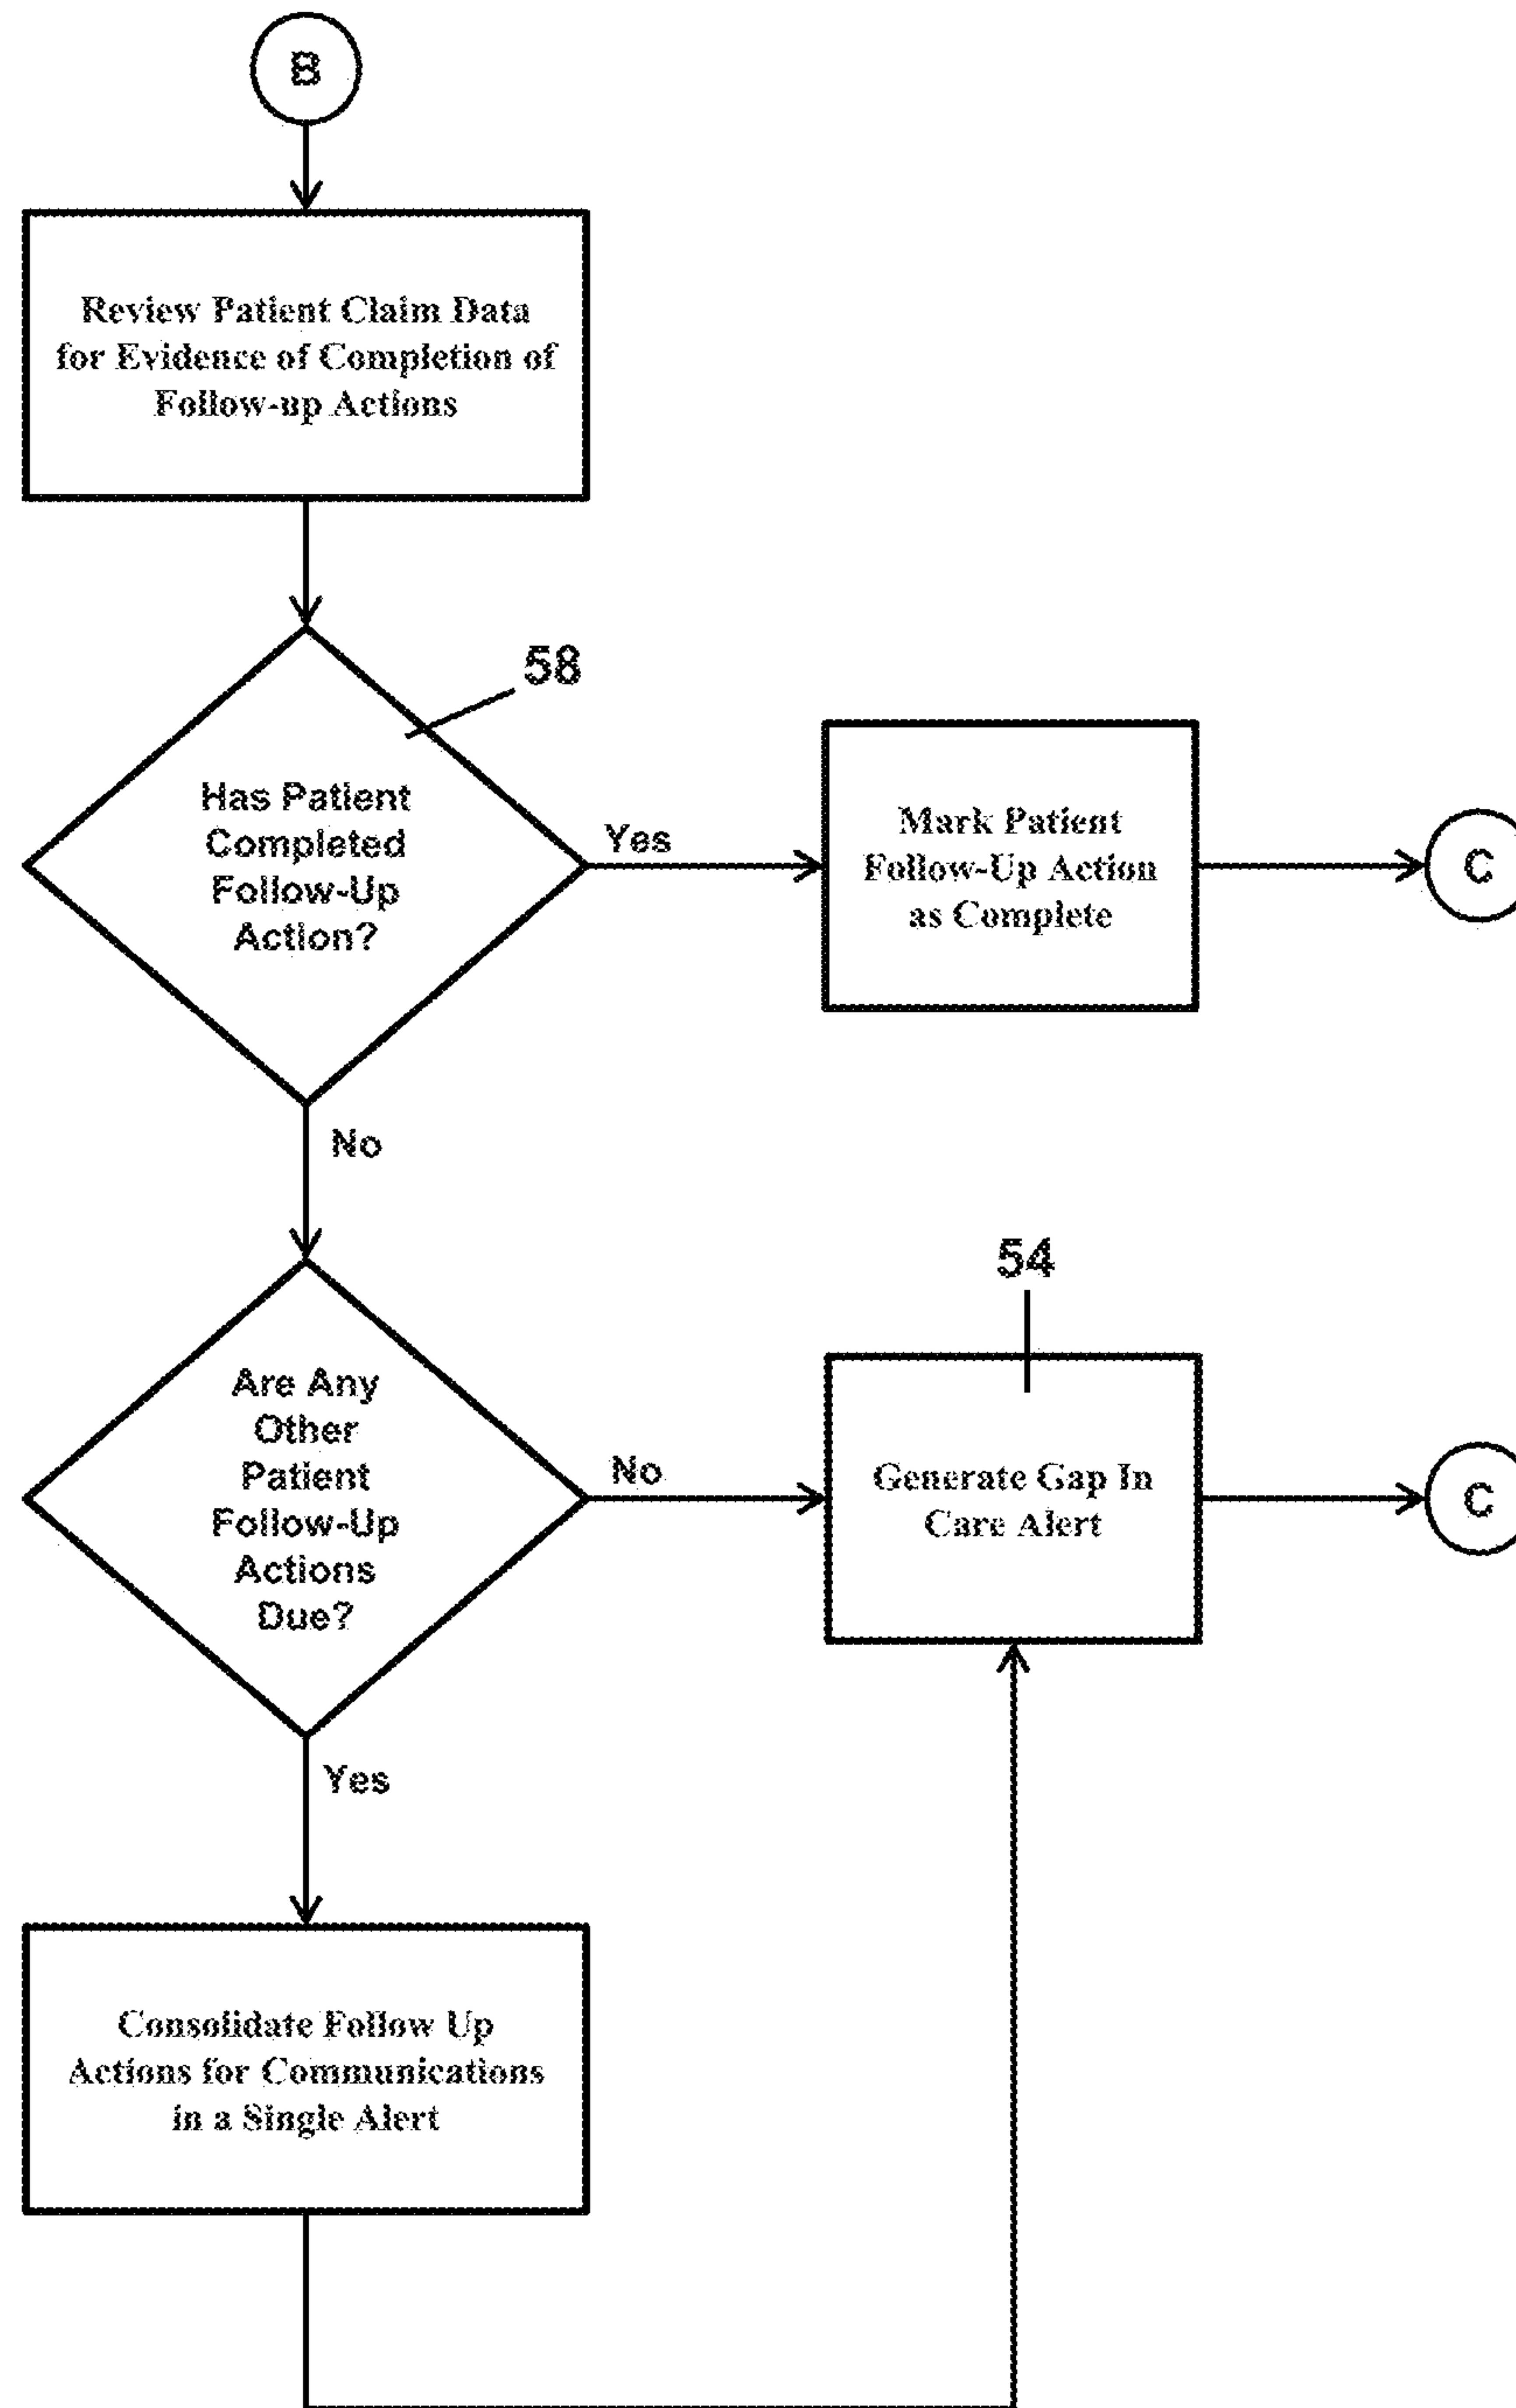 B
Review Patient Claim Data
for Evidence of Completion of
Follow-up Actions
58
Has Patient
Completed
Follow-Up
Action?
Yes
Mark Patient
Follow-Up Action
as Complete
C
No
54
Are Any
Other
Patient
Follow-Up
Actions
Due?
No
Generate Gap In
Care Alert
C
Yes
Consolidate Follow Up
Actions for Communications
in a Single Alert